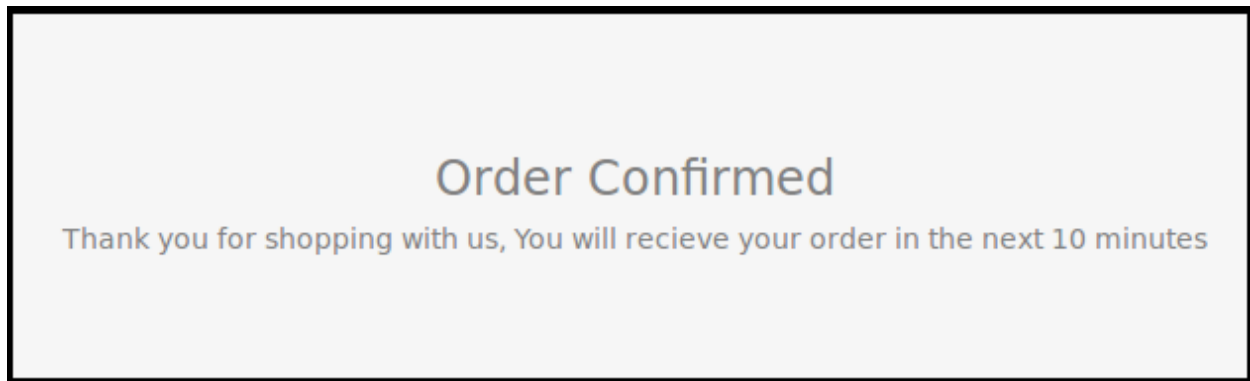 Order Confirmed
Thank you for shopping with us, You will recieve your order in the next 10 minutes